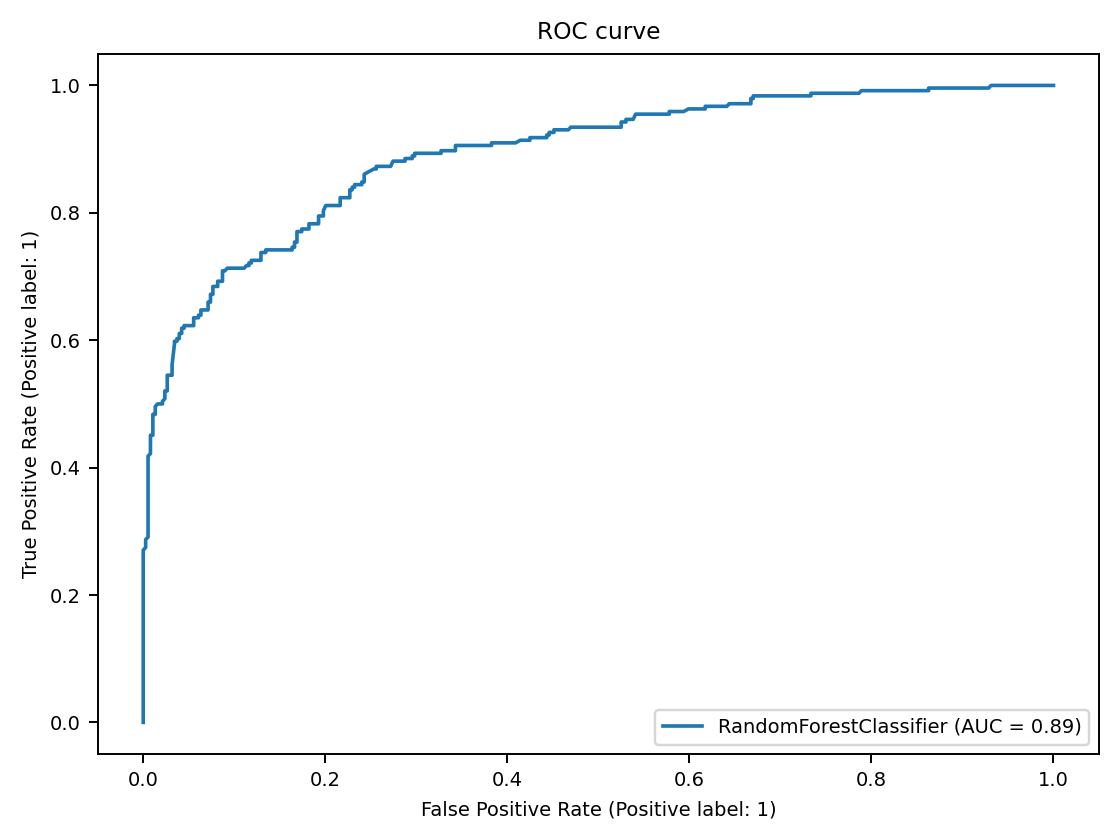 ROC curve
True Positive Rate (Positive label: 1)
1.0
0.8
0.6
0.4
0.2
0.0
RandomForestClassifier (AUC = 0.89)
0.0 0.2 0.4 0.6 0.8 1.0
False Positive Rate (Positive label: 1)